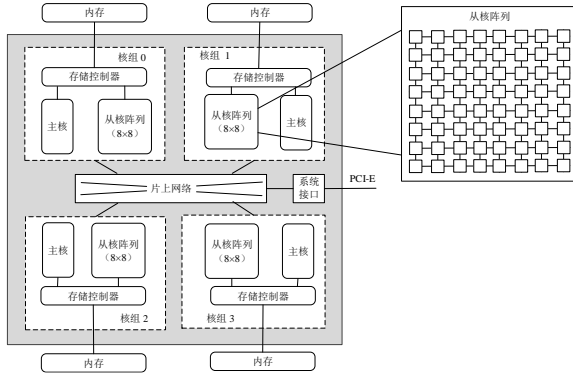 内存
内存
从核阵列
核组 0
核组 1
存储控制器
存储控制器
主核
从核阵列
（8×8）
从核阵列
（8×8）
主核
片上网络
系统
接口
PCI-E
主核
从核阵列
（8×8）
从核阵列
（8×8）
主核
存储控制器
存储控制器
核组 2
核组 3
内存
内存